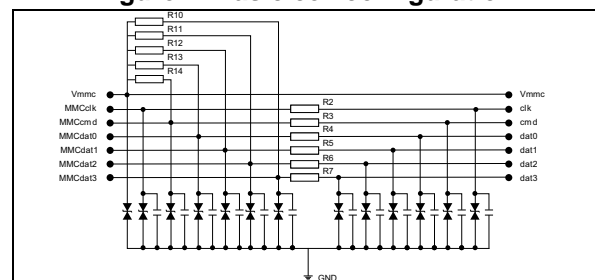 R10
R11
R12
R13
R14
Vmmc Vmmc
MMCclk R2 clk
MMCcmd R3 cmd
MMCdat0 R4 dat0
MMCdat1 R5 dat1
MMCdat2 R6 dat2
MMCdat3 R7 dat3
GND